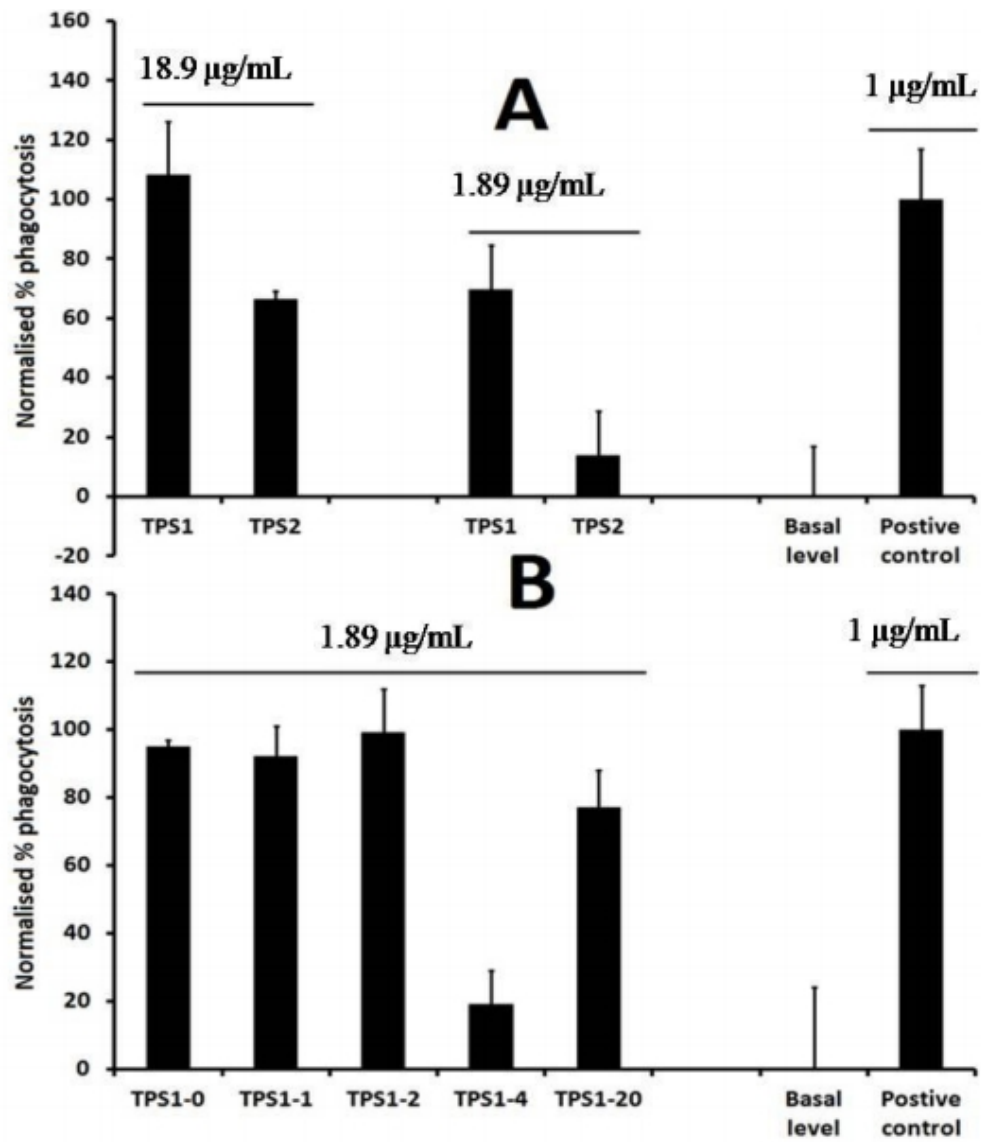 160
140
120
100
80
60
40
20
0
-20
Normalised % phagocytosis
18.9 µg/mL
A
1.89 µg/mL
1 µg/mL
TPS1
TPS2
TPS1
TPS2
Basal
level
Postive
control
B
140
120
100
80
60
40
20
0
Normalised % phagocytosis
1.89 µg/mL
1 µg/mL
TPS1-0
TPS1-1
TPS1-2
TPS1-4
TPS1-20
Basal
level
Postive
control